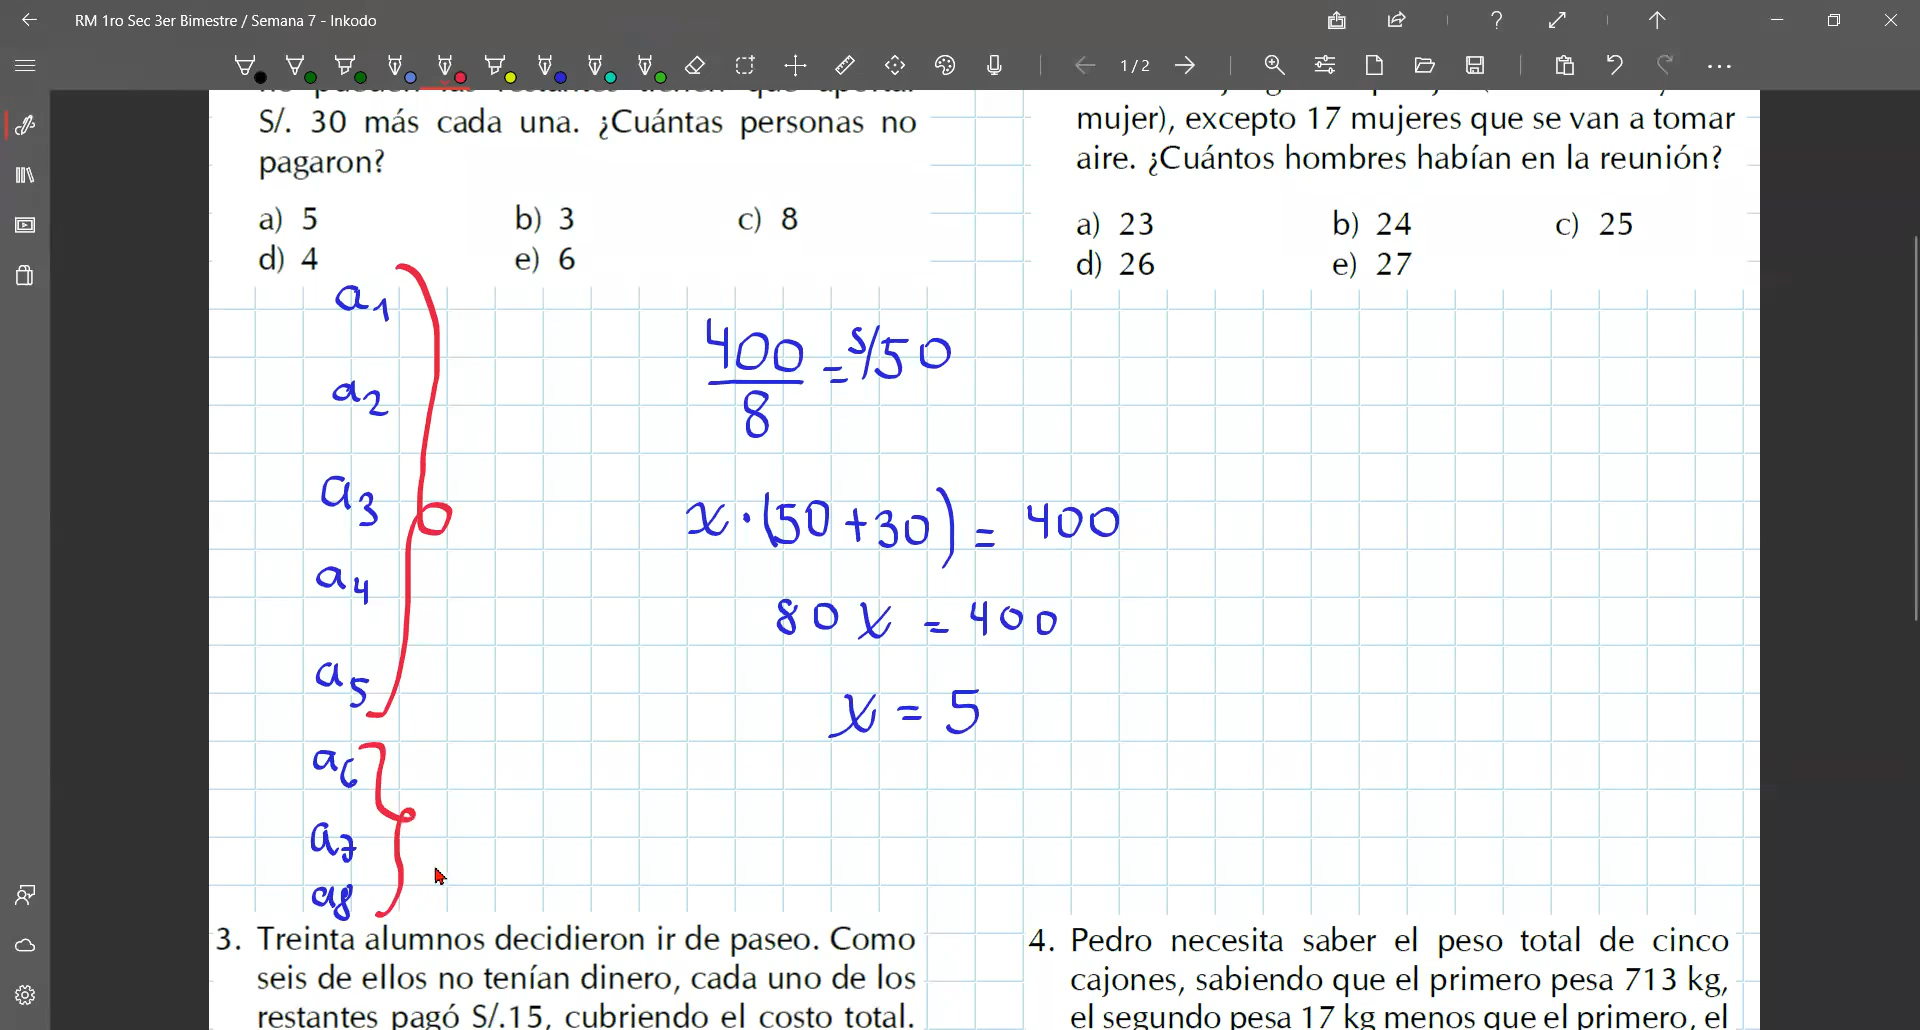 RM 1ro Sec 3er Bimestre / Semana 7 - Inkodo
1 / 2
S/. 30 más cada una. ¿Cuántas personas no
pagaron?
a) 5 b) 3 c) 8
d) 4 e) 6
a1
a2
a3
a4
a5
a6
a7
a8
400/8 = S/50
x·(50+30) = 400
80x = 400
x = 5
mujer), excepto 17 mujeres que se van a tomar
aire. ¿Cuántos hombres habían en la reunión?
a) 23 b) 24 c) 25
d) 26 e) 27
3. Treinta alumnos decidieron ir de paseo. Como
seis de ellos no tenían dinero, cada uno de los
restantes pagó S/.15, cubriendo el costo total.
4. Pedro necesita saber el peso total de cinco
cajones, sabiendo que el primero pesa 713 kg,
el segundo pesa 17 kg menos que el primero, el